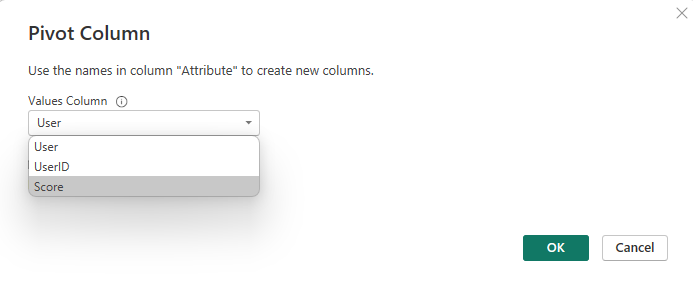 Pivot Column
Use the names in column "Attribute" to create new columns.
Values Column
User
User
UserID
Score
OK
Cancel